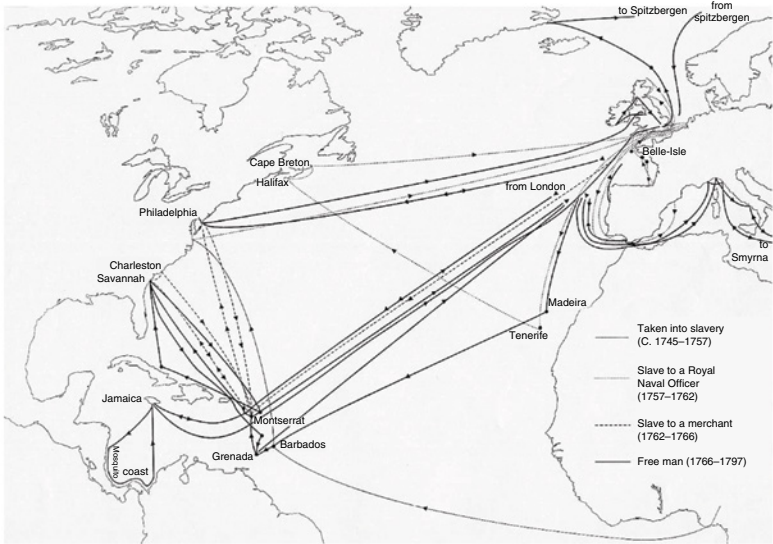 to Spitzbergen
from
spitzbergen
Belle-Isle
Cape Breton
Halifax
from London
Philadelphia
to
Smyrna
Charleston
Savannah
Madeira
Tenerife
Jamaica
Montserrat
Barbados
Grenada
Mosquito
coast
Taken into slavery
(C. 1745–1757)
Slave to a Royal
Naval Officer
(1757–1762)
Slave to a merchant
(1762–1766)
Free man (1766–1797)